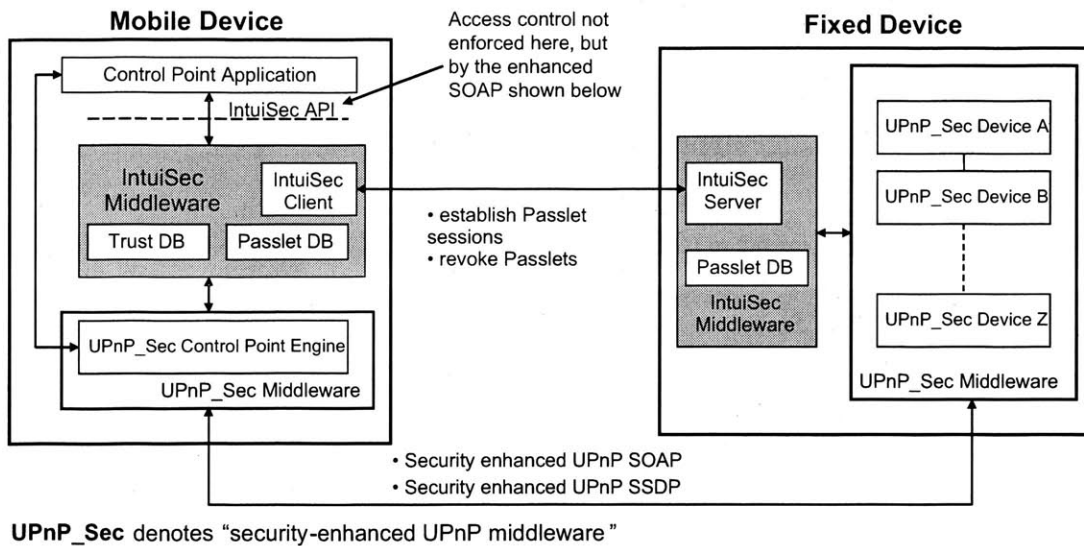 Mobile Device
Access control not
enforced here, but
by the enhanced
SOAP shown below
Fixed Device
Control Point Application
IntuiSec API
IntuiSec
Middleware
IntuiSec
Client
Trust DB
Passlet DB
• establish Passlet
sessions
• revoke Passlets
IntuiSec
Server
Passlet DB
IntuiSec
Middleware
UPnP_Sec Device A
UPnP_Sec Device B
UPnP_Sec Device Z
UPnP_Sec Middleware
UPnP_Sec Control Point Engine
UPnP_Sec Middleware
• Security enhanced UPnP SOAP
• Security enhanced UPnP SSDP
UPnP_Sec denotes “security-enhanced UPnP middleware ”